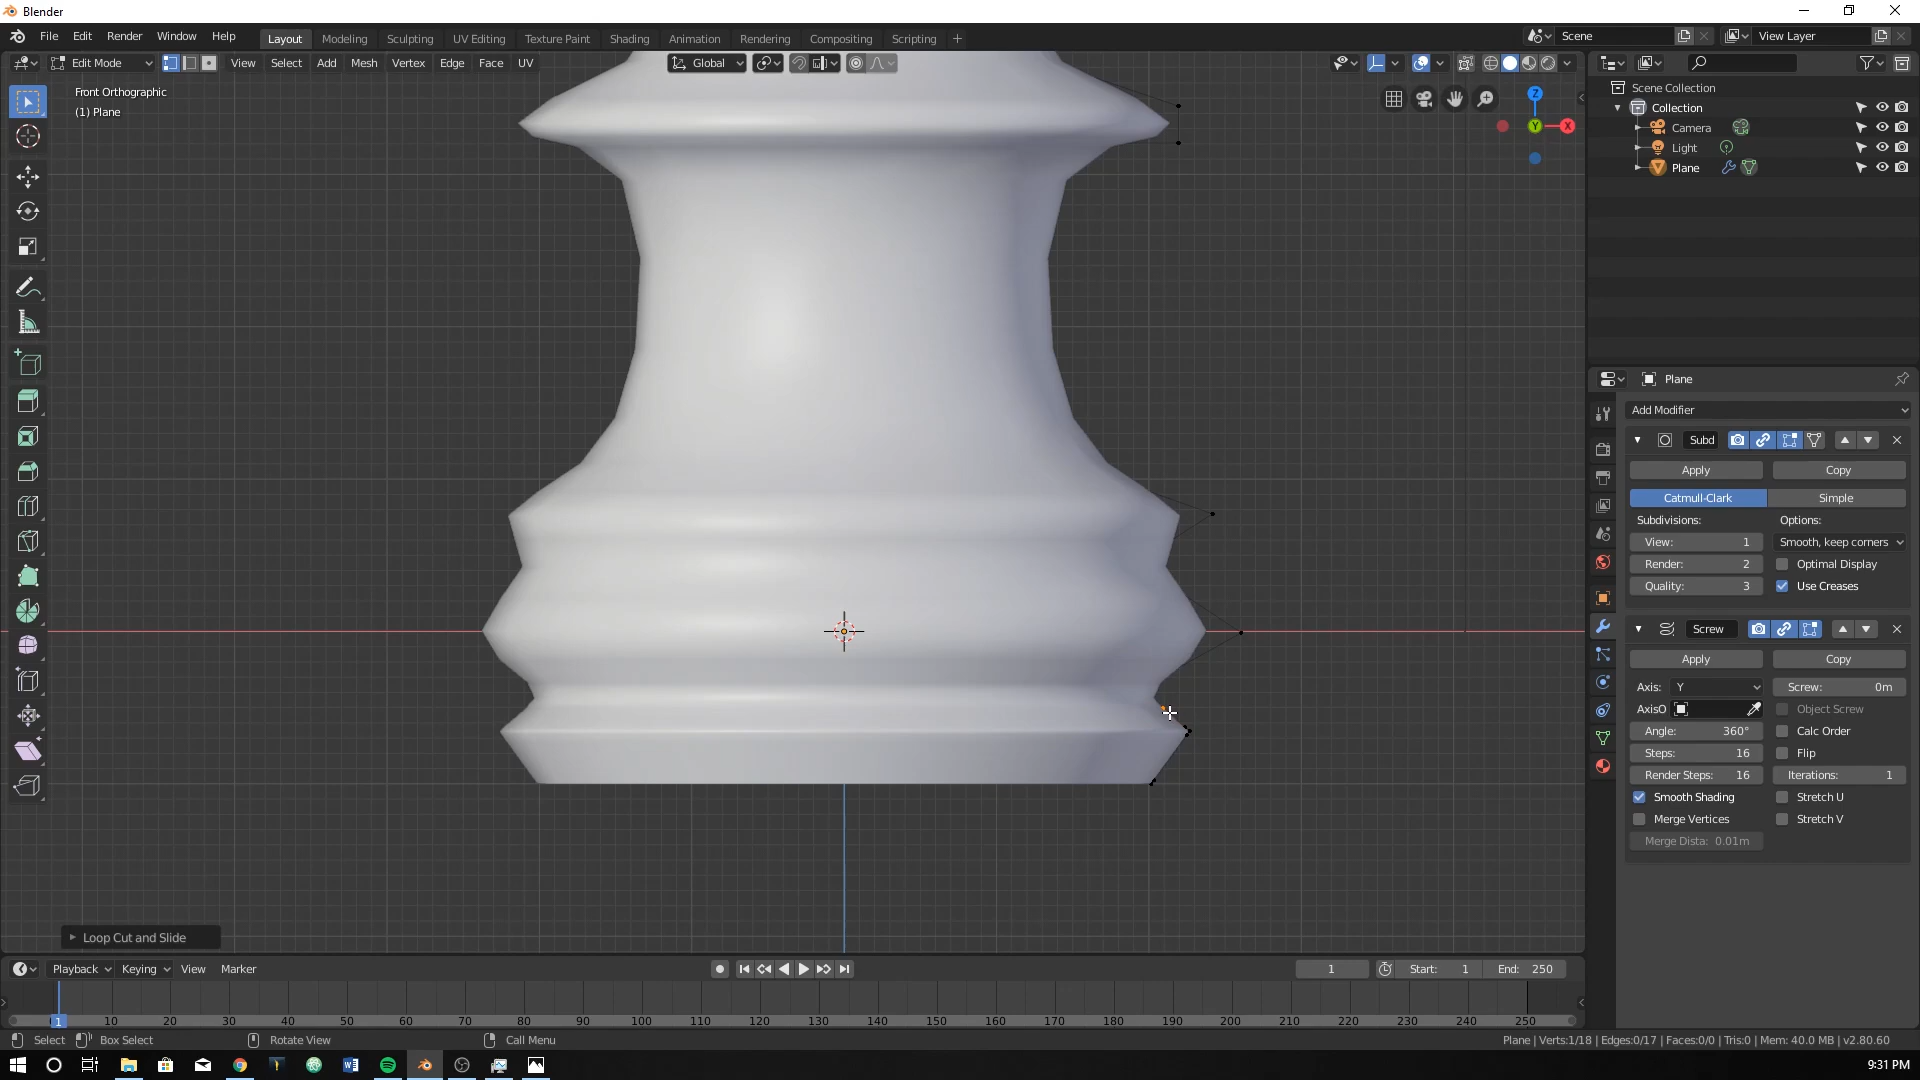 Blender
File Edit Render Window Help
Layout Modeling Sculpting UV Editing Texture Paint Shading Animation Rendering Compositing Scripting +
Scene
View Layer
Edit Mode View Select Add Mesh Vertex Edge Face UV
Global
Front Orthographic
(1) Plane
Z
Y
X
Scene Collection
Collection
Camera
Light
Plane
Plane
Add Modifier
Subd
Apply Copy
Catmull-Clark Simple
Subdivisions: Options:
View: 1 Smooth, keep corners
Render: 2 Optimal Display
Quality: 3 Use Creases
Screw
Apply Copy
Axis: Y Screw: 0m
AxisO Object Screw
Angle: 360° Calc Order
Steps: 16 Flip
Render Steps: 16 Iterations: 1
Smooth Shading Stretch U
Merge Vertices Stretch V
Merge Dista: 0.01m
Loop Cut and Slide
Playback Keying View Marker
1 Start: 1 End: 250
1 10 20 30 40 50 60 70 80 90 100 110 120 130 140 150 160 170 180 190 200 210 220 230 240 250
Select Box Select Rotate View Call Menu
Plane | Verts:1/18 | Edges:0/17 | Faces:0/0 | Tris:0 | Mem: 40.0 MB | v2.80.60
9:31 PM